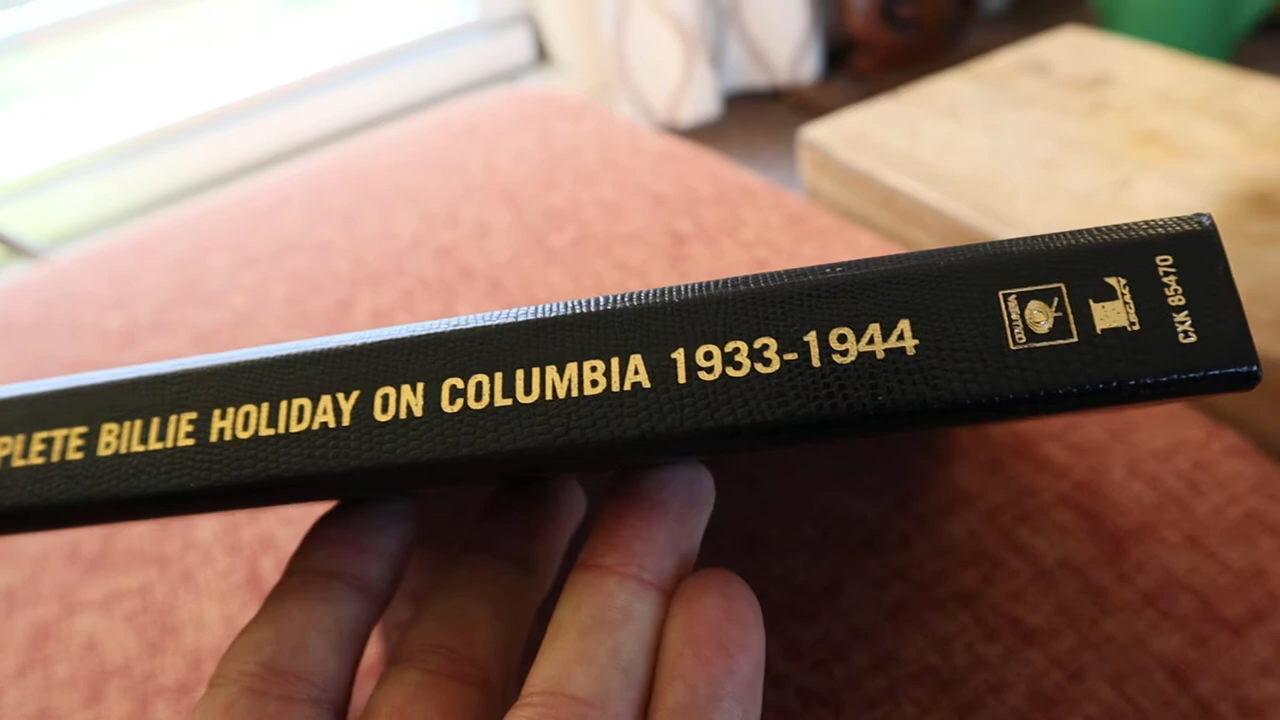 PLETE BILLIE HOLIDAY ON COLUMBIA 1933-1944
COLUMBIA
L
LEGACY
CXK 85470